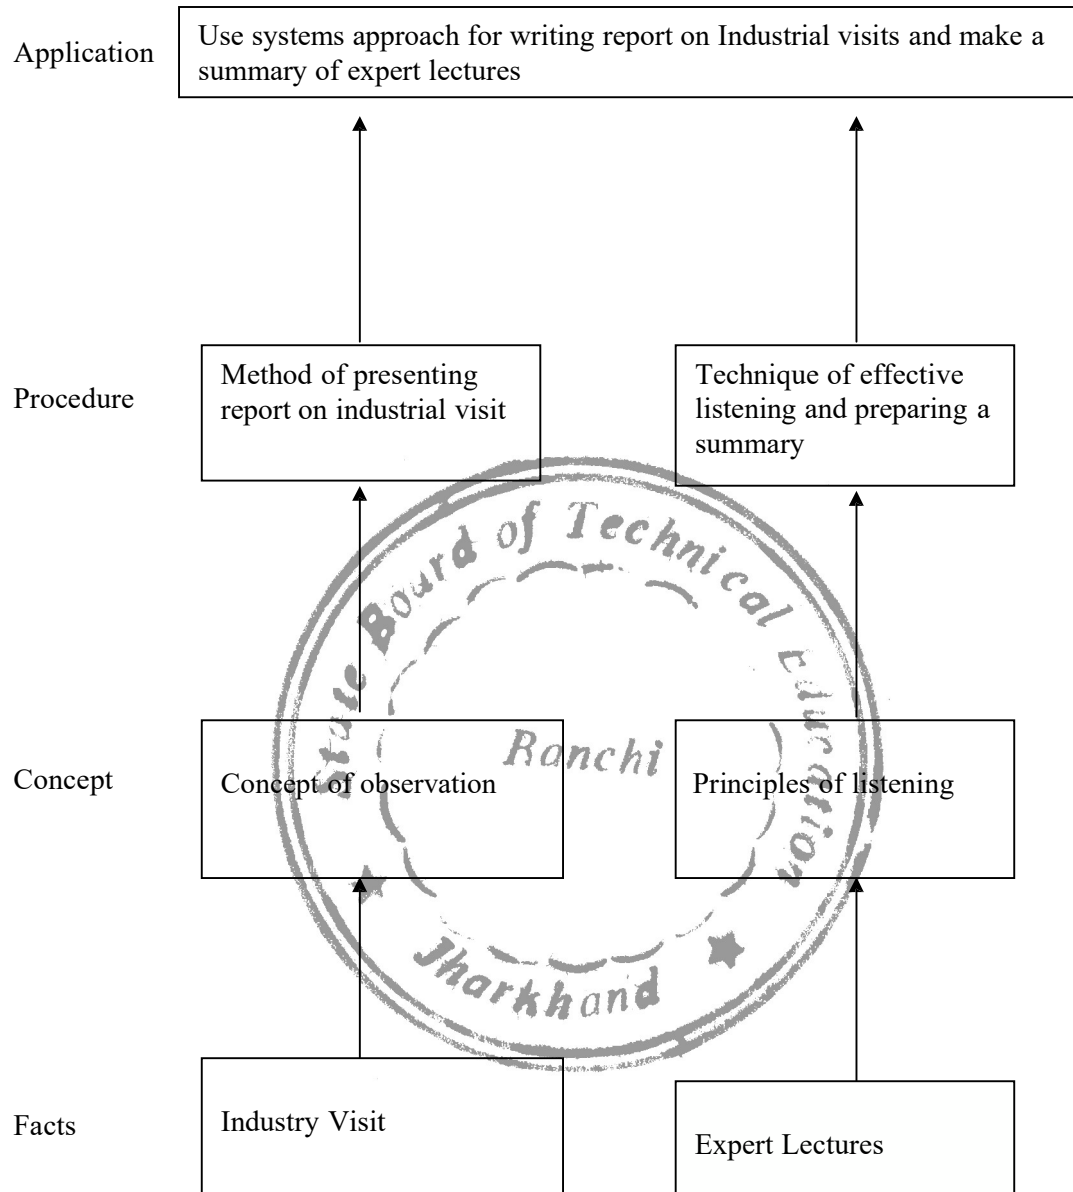 Application
Use systems approach for writing report on Industrial visits and make a
summary of expert lectures
Procedure
Method of presenting
report on industrial visit
Technique of effective
listening and preparing a
summary
State Board of Technical Education
Ranchi
Jharkhand
Concept
Concept of observation
Principles of listening
Facts
Industry Visit
Expert Lectures